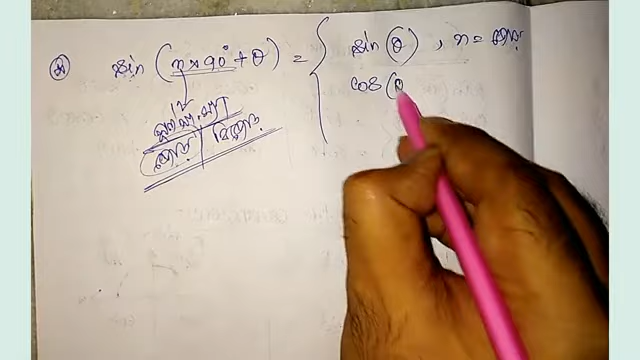 sin (n × 90° + θ) = { sin (θ) , n = জোড়
cos (θ
পূর্ণ সংখ্যা
জোড় | বিজোড়